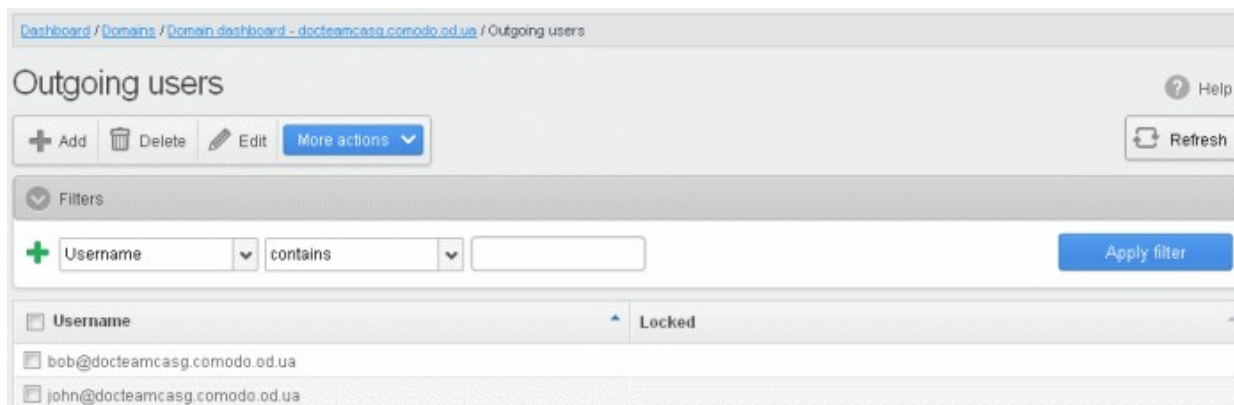 Dashboard / Domains / Domain dashboard - docteamcasg.comodo.od.ua / Outgoing users
Outgoing users
Help
Add Delete Edit More actions
Refresh
Filters
Username contains
Apply filter
Username Locked
bob@docteamcasg.comodo.od.ua
john@docteamcasg.comodo.od.ua